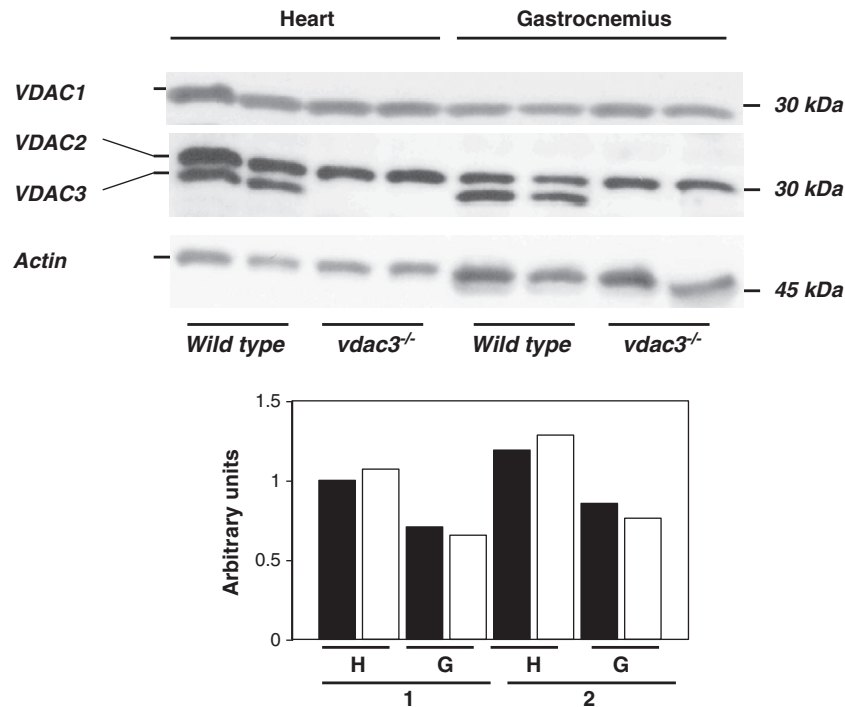 Heart Gastrocnemius
VDAC1
30 kDa
VDAC2
VDAC3
30 kDa
Actin
45 kDa
Wild type vdac3-/- Wild type vdac3-/-
1.5
1
0.5
0
Arbitrary units
H G H G
1 2